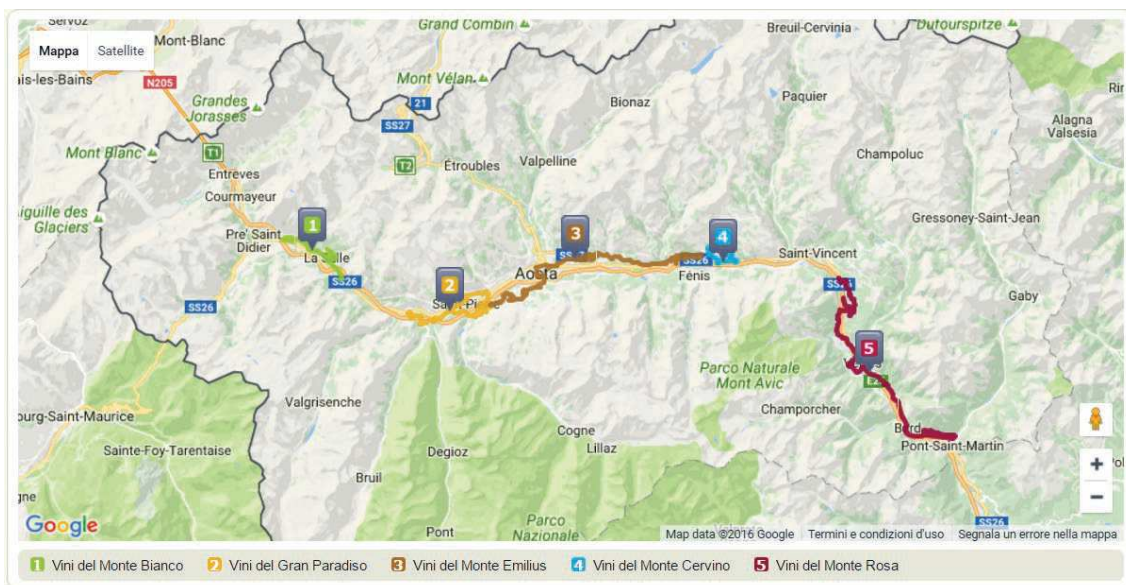 Servoz
Grand Combin
Breuil-Cervinia
Dufourspitze
Mappa
Satellite
Mont-Blanc
ais-les-Bains
Mont Vélan
N205
21
Bionaz
Paquier
Grandes
Jorasses
SS27
Alagna
Valsesia
Mont Blanc
T1
T2
Étroubles
Valpelline
Champoluc
Entreves
Courmayeur
iguille des
Glaciers
Gressoney-Saint-Jean
Pre' Saint
Didier
1
3
4
La
Saint-Vincent
SS26
Aosta
SS26
Fénis
2
Gaby
SS26
5
Parco Naturale
Mont Avic
Valgrisenche
Champorcher
ourg-Saint-Maurice
Cogne
Pont-Saint-Martin
Sainte-Foy-Tarentaise
Degioz
Lillaz
Bruil
+
−
Google
Pont
Parco
Nazionale
SS26
Map data ©2016 Google
Termini e condizioni d'uso
Segnala un errore nella mappa
1 Vini del Monte Bianco 2 Vini del Gran Paradiso 3 Vini del Monte Emilius 4 Vini del Monte Cervino 5 Vini del Monte Rosa